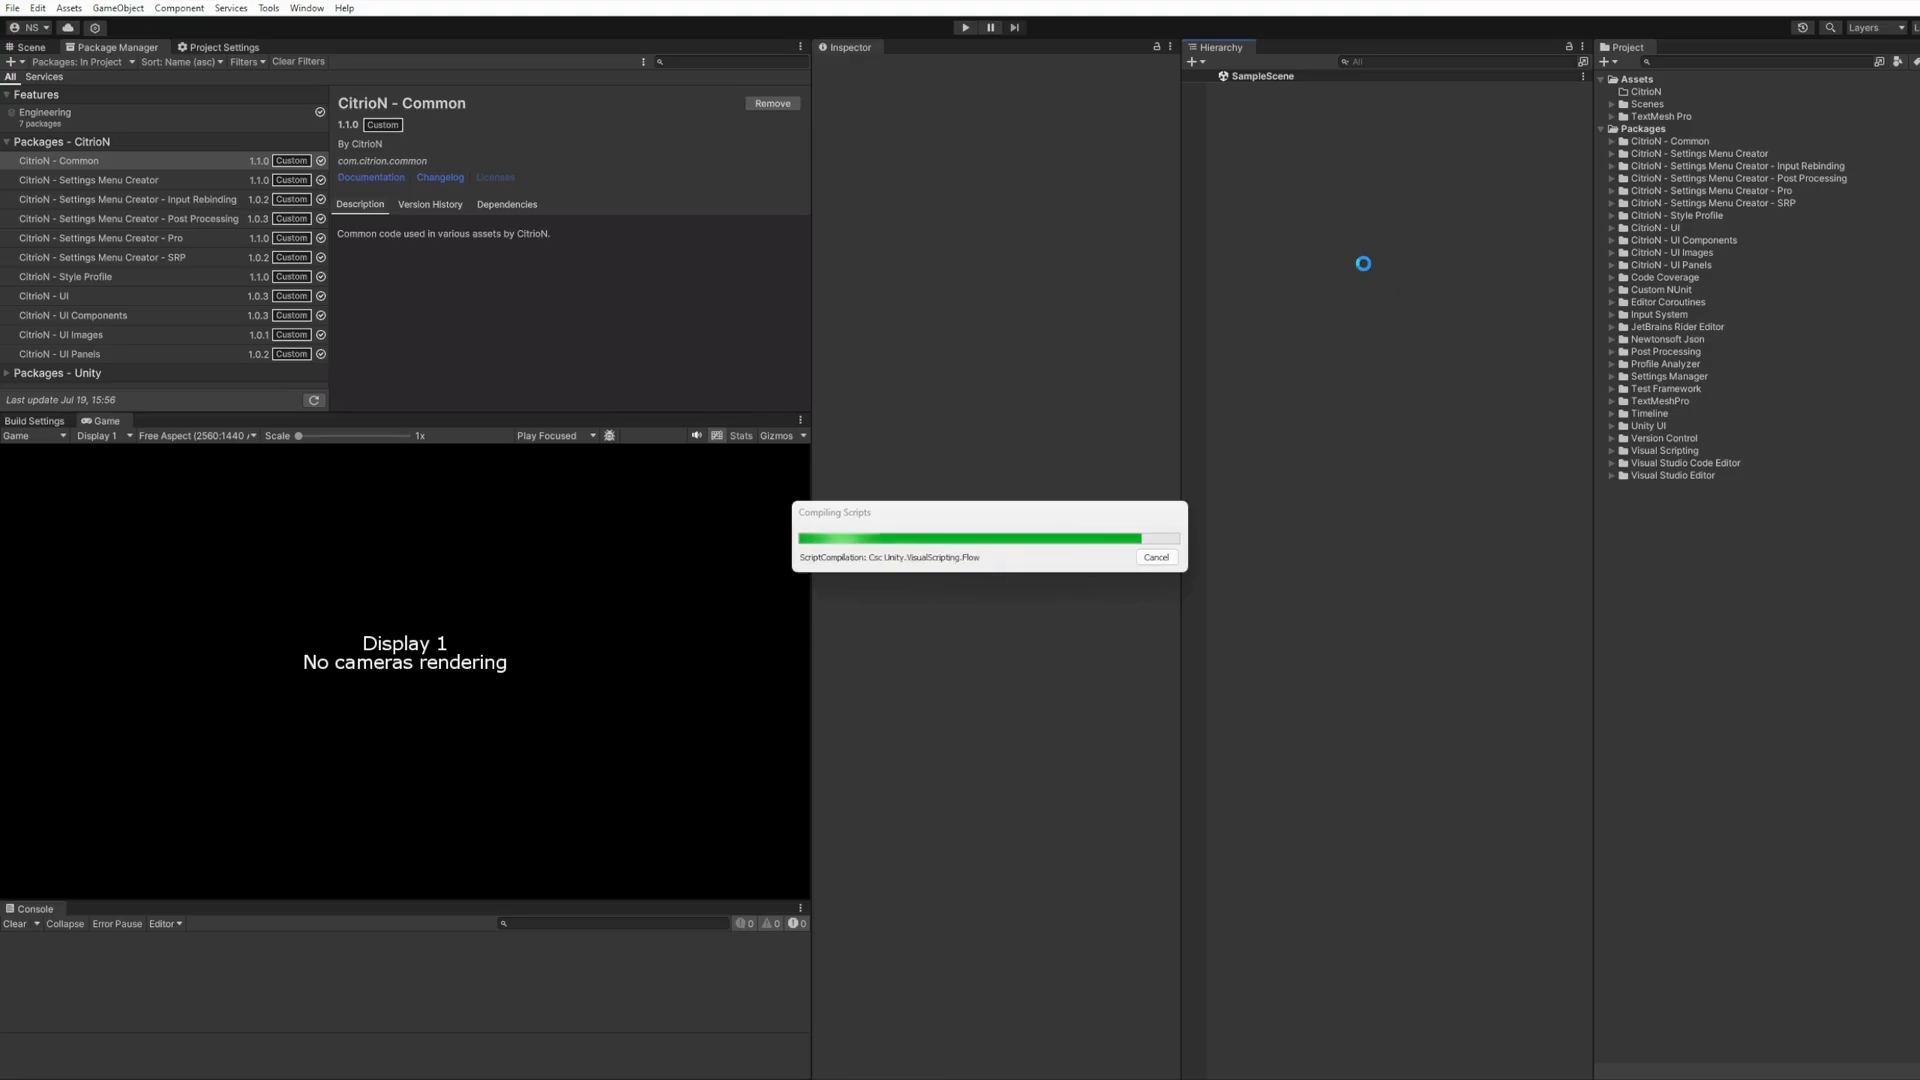 File Edit Assets GameObject Component Services Tools Window Help
NS
Layers
Scene Package Manager Project Settings
Packages: In Project Sort: Name (asc) Filters Clear Filters
All Services
Features
Engineering
7 packages
Packages - CitrioN
CitrioN - Common 1.1.0 Custom
CitrioN - Settings Menu Creator 1.1.0 Custom
CitrioN - Settings Menu Creator - Input Rebinding 1.0.2 Custom
CitrioN - Settings Menu Creator - Post Processing 1.0.3 Custom
CitrioN - Settings Menu Creator - Pro 1.1.0 Custom
CitrioN - Settings Menu Creator - SRP 1.0.2 Custom
CitrioN - Style Profile 1.1.0 Custom
CitrioN - UI 1.0.3 Custom
CitrioN - UI Components 1.0.3 Custom
CitrioN - UI Images 1.0.1 Custom
CitrioN - UI Panels 1.0.2 Custom
Packages - Unity
Last update Jul 19, 15:56
CitrioN - Common
Remove
1.1.0 Custom
By CitrioN
com.citrion.common
Documentation Changelog Licenses
Description Version History Dependencies
Common code used in various assets by CitrioN.
Build Settings Game
Game Display 1 Free Aspect (2560:1440 / Scale 1x Play Focused Stats Gizmos
Display 1
No cameras rendering
Console
Clear Collapse Error Pause Editor 0 0 0
Inspector
Compiling Scripts
ScriptCompilation: Csc Unity.VisualScripting.Flow
Cancel
Hierarchy
All
SampleScene
Project
Assets
CitrioN
Scenes
TextMesh Pro
Packages
CitrioN - Common
CitrioN - Settings Menu Creator
CitrioN - Settings Menu Creator - Input Rebinding
CitrioN - Settings Menu Creator - Post Processing
CitrioN - Settings Menu Creator - Pro
CitrioN - Settings Menu Creator - SRP
CitrioN - Style Profile
CitrioN - UI
CitrioN - UI Components
CitrioN - UI Images
CitrioN - UI Panels
Code Coverage
Custom NUnit
Editor Coroutines
Input System
JetBrains Rider Editor
Newtonsoft Json
Post Processing
Profile Analyzer
Settings Manager
Test Framework
TextMeshPro
Timeline
Unity UI
Version Control
Visual Scripting
Visual Studio Code Editor
Visual Studio Editor